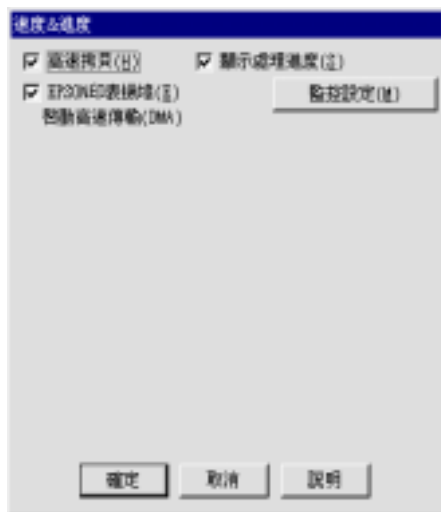 速度&進度
高速拷貝(H)
顯示處理進度(S)
EPSON印表機埠(E)
監控設定(M)
啟動高速傳輸(DMA)
確定
取消
說明